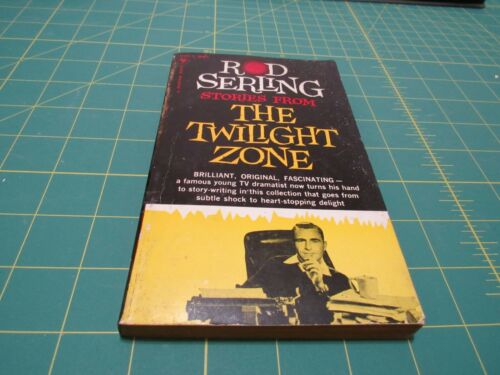 ROD
SERLING
STORIES FROM
THE
TWILIGHT
ZONE
BRILLIANT, ORIGINAL, FASCINATING—
a famous young TV dramatist now turns his hand
to story-writing in this collection that goes from
subtle shock to heart-stopping delight